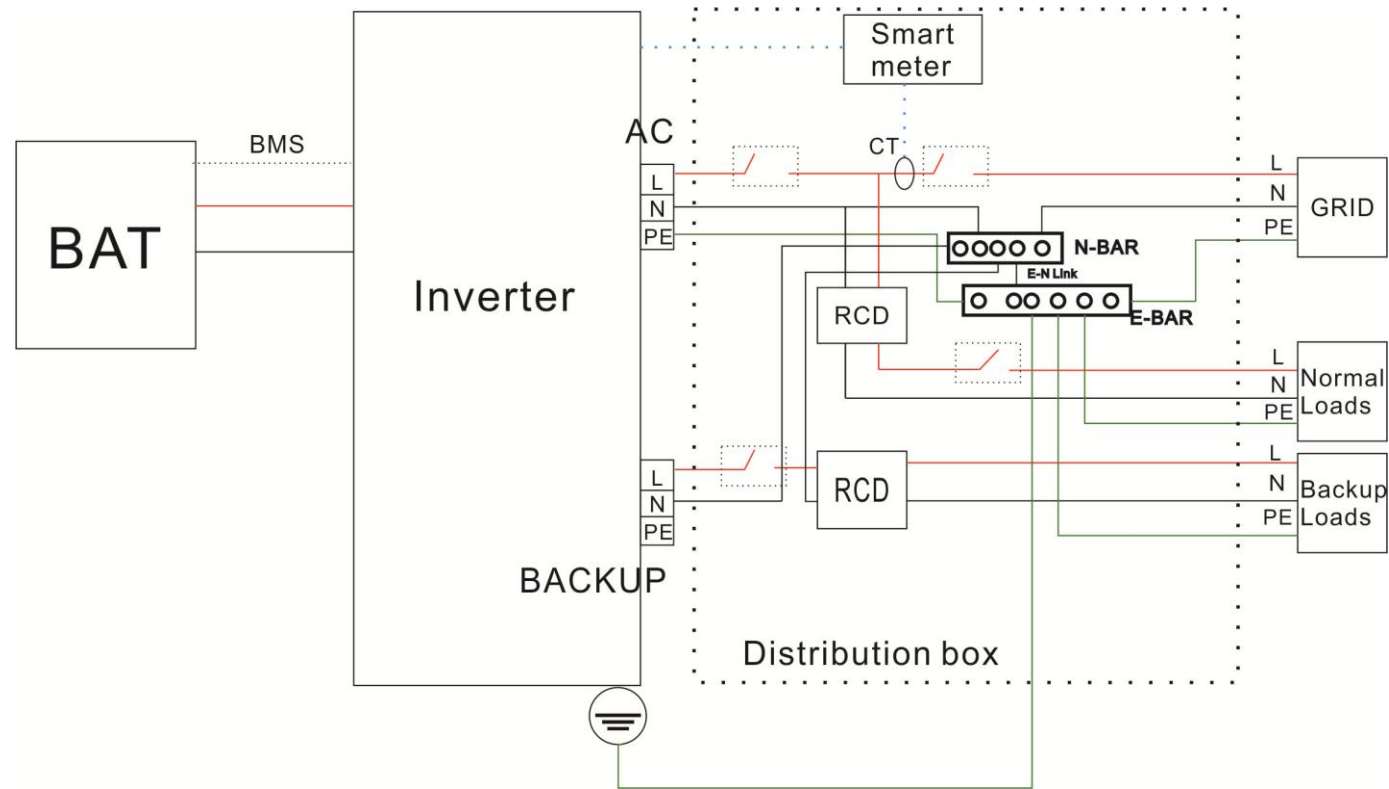 Smart
meter
BMS
AC
CT
L
N
PE
L
N
PE
GRID
BAT
Inverter
N-BAR
E-N Link
E-BAR
RCD
L
N
PE
Normal
Loads
L
N
PE
RCD
L
N
PE
Backup
Loads
BACKUP
Distribution box